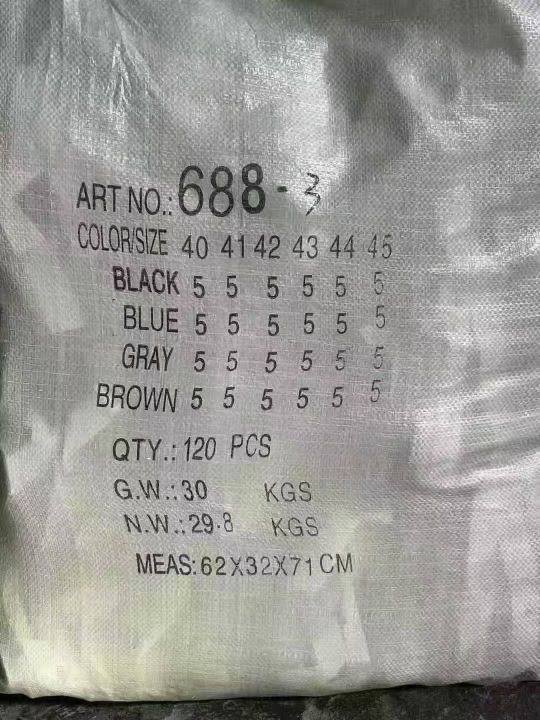 ART NO.: 688-3
COLOR/SIZE 40 41 42 43 44 45
BLACK 5 5 5 5 5 5
BLUE 5 5 5 5 5 5
GRAY 5 5 5 5 5 5
BROWN 5 5 5 5 5 5
QTY.: 120 PCS
G.W.: 30 KGS
N.W.: 29.8 KGS
MEAS: 62X32X71 CM